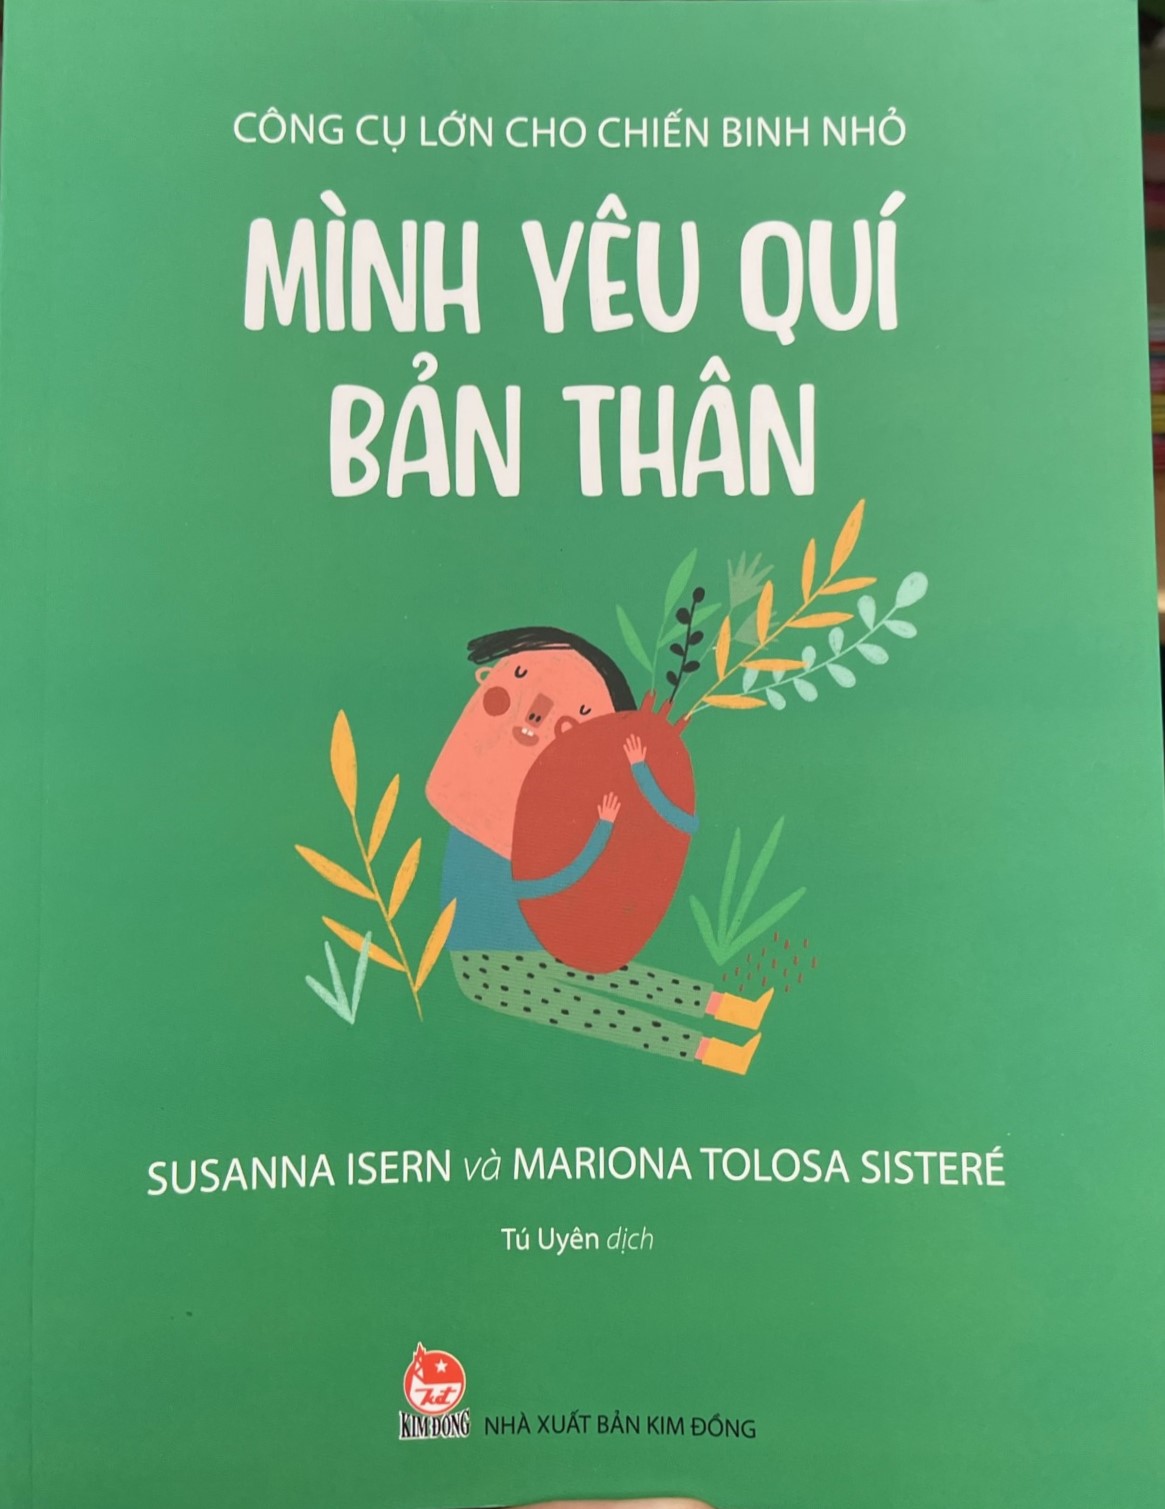 CÔNG CỤ LỚN CHO CHIẾN BINH NHỎ
MÌNH YÊU QUÍ
BẢN THÂN
SUSANNA ISERN và MARIONA TOLOSA SISTERÉ
Tú Uyên dịch
két
KIM ĐỒNG NHÀ XUẤT BẢN KIM ĐỒNG